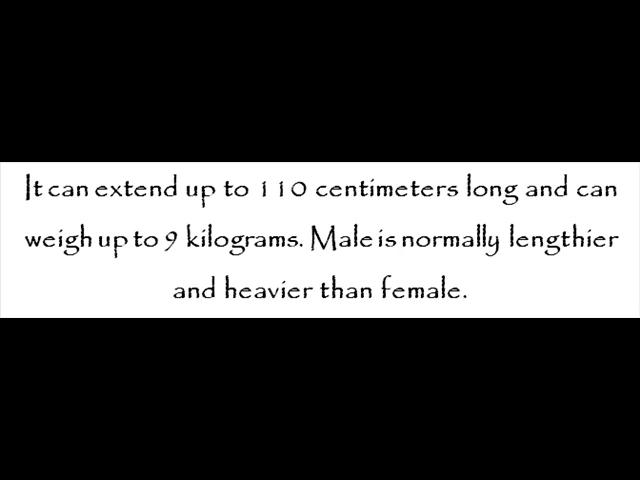 It can extend up to 110 centimeters long and can
weigh up to 9 kilograms. Male is normally lengthier
and heavier than female.